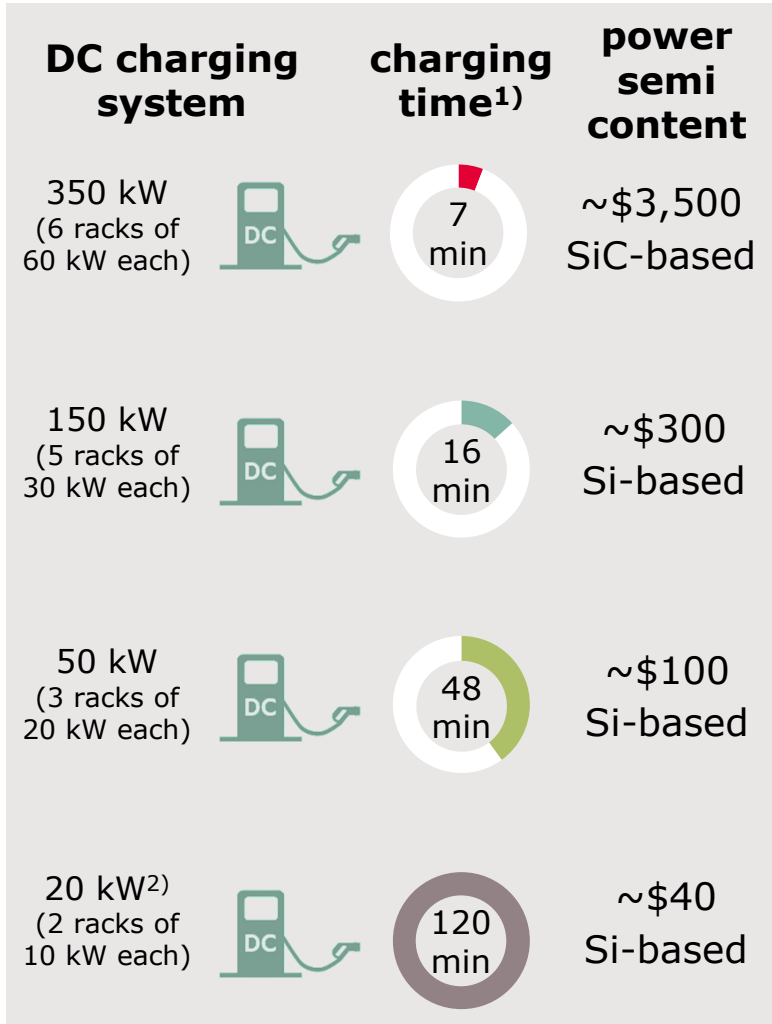 DC charging
system
charging
time1)
power
semi
content
350 kW
(6 racks of
60 kW each)
DC
7
min
~$3,500
SiC-based
150 kW
(5 racks of
30 kW each)
DC
16
min
~$300
Si-based
50 kW
(3 racks of
20 kW each)
DC
48
min
~$100
Si-based
20 kW2)
(2 racks of
10 kW each)
DC
120
min
~$40
Si-based